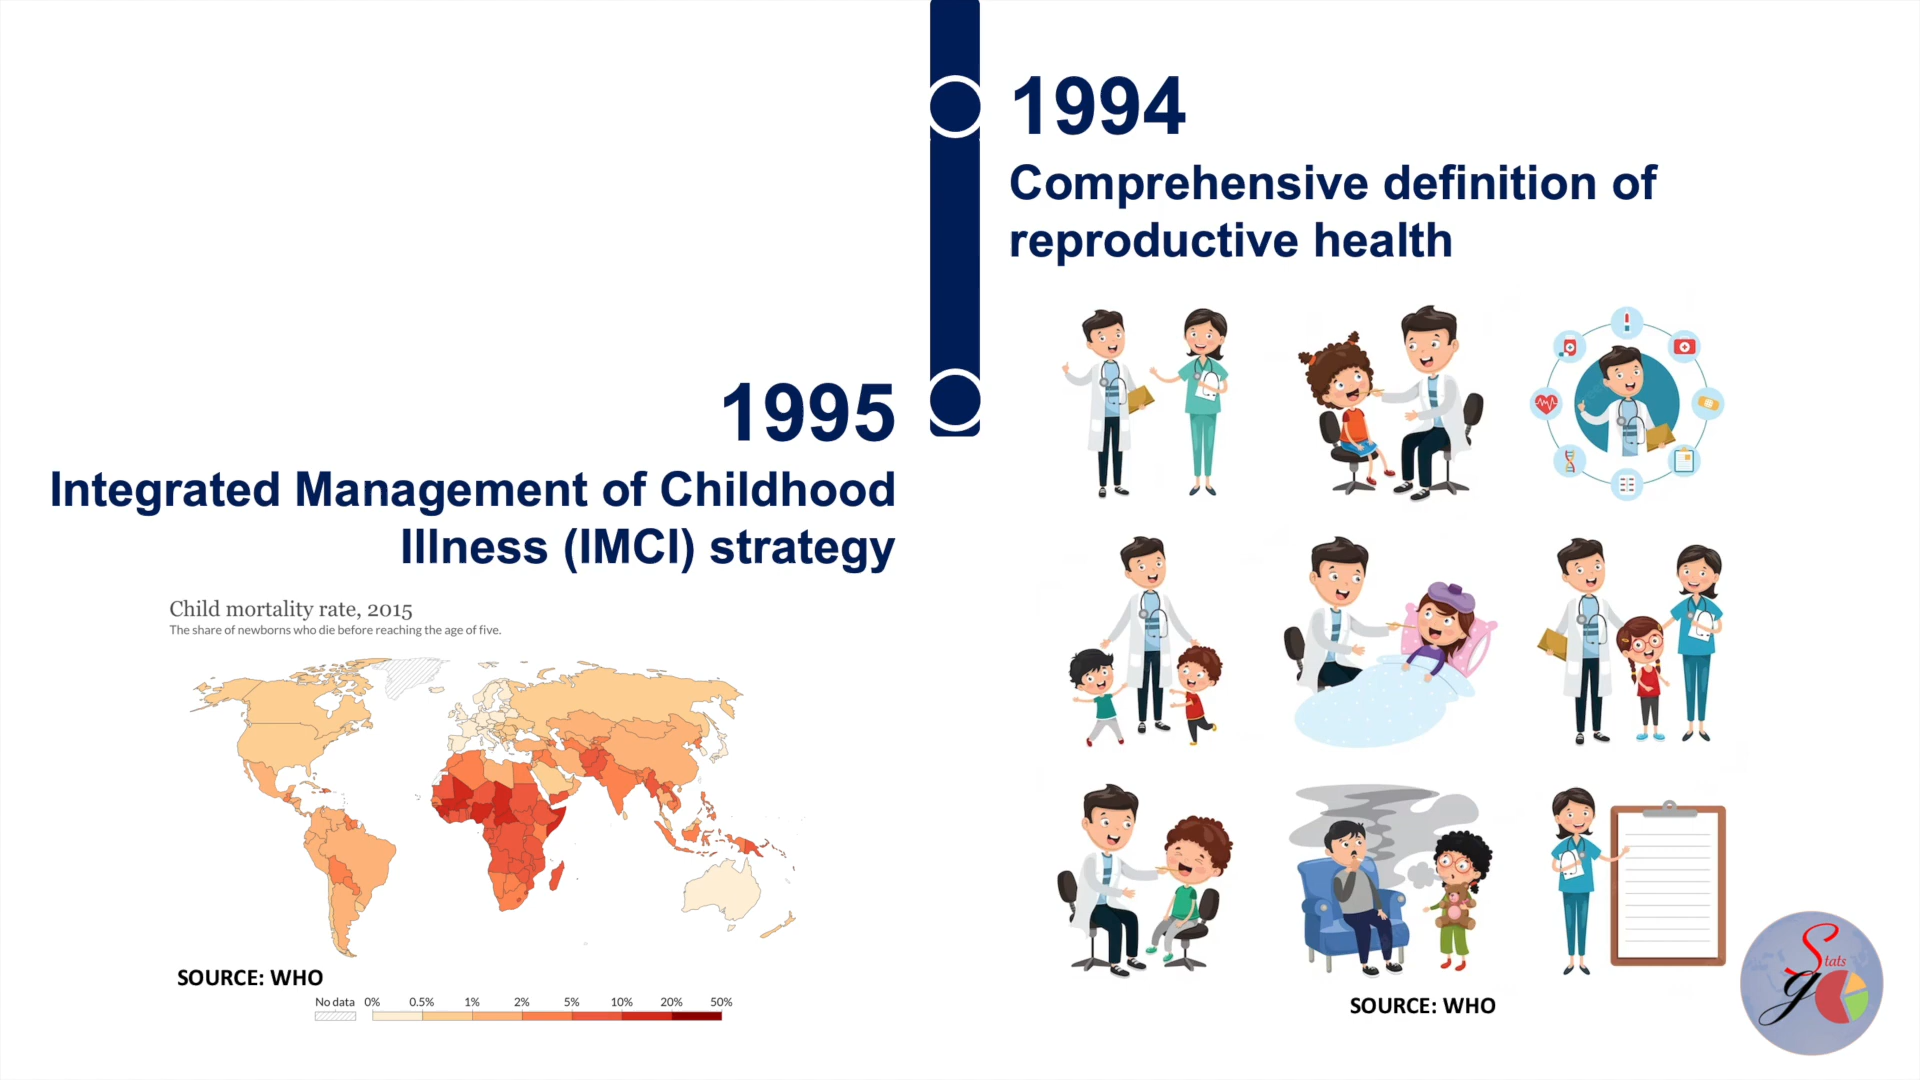 1994
Comprehensive definition of
reproductive health
1995
Integrated Management of Childhood
Illness (IMCI) strategy
Child mortality rate, 2015
The share of newborns who die before reaching the age of five.
SOURCE: WHO
No data 0% 0.5% 1% 2% 5% 10% 20% 50%
SOURCE: WHO
Stats
g